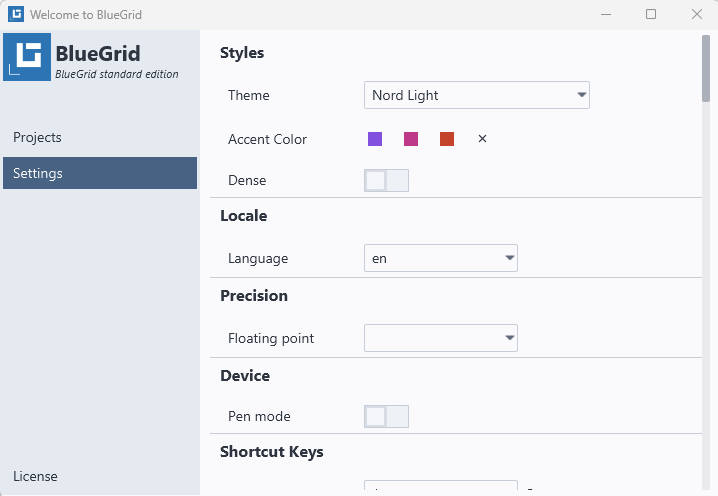 Welcome to BlueGrid
BlueGrid
BlueGrid standard edition
Projects
Settings
License
Styles
Theme
Nord Light
Accent Color
Dense
Locale
Language
en
Precision
Floating point
Device
Pen mode
Shortcut Keys